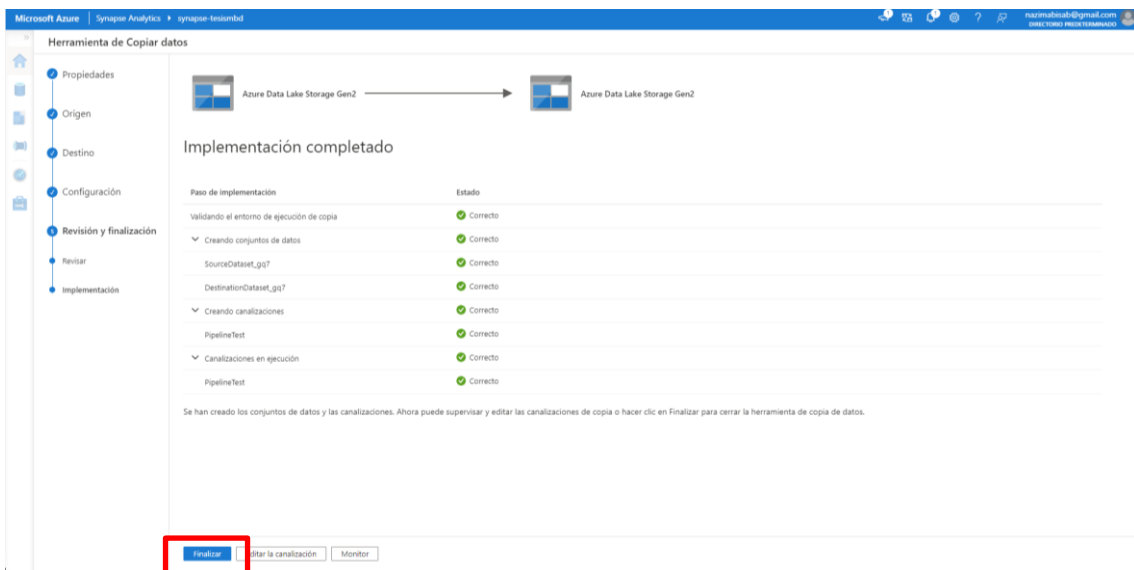 Microsoft Azure | Synapse Analytics ▸ synapse-tesismbd
nazimabisab@gmail.com
DIRECTORIO PREDETERMINADO
Herramienta de Copiar datos
Propiedades
Origen
Destino
Configuración
5 Revisión y finalización
Revisar
Implementación
Azure Data Lake Storage Gen2 Azure Data Lake Storage Gen2
Implementación completado
Paso de implementación Estado
Validando el entorno de ejecución de copia Correcto
Creando conjuntos de datos Correcto
SourceDataset_gq7 Correcto
DestinationDataset_gq7 Correcto
Creando canalizaciones Correcto
PipelineTest Correcto
Canalizaciones en ejecución Correcto
PipelineTest Correcto
Se han creado los conjuntos de datos y las canalizaciones. Ahora puede supervisar y editar las canalizaciones de copia o hacer clic en Finalizar para cerrar la herramienta de copia de datos.
Finalizar ditar la canalización Monitor